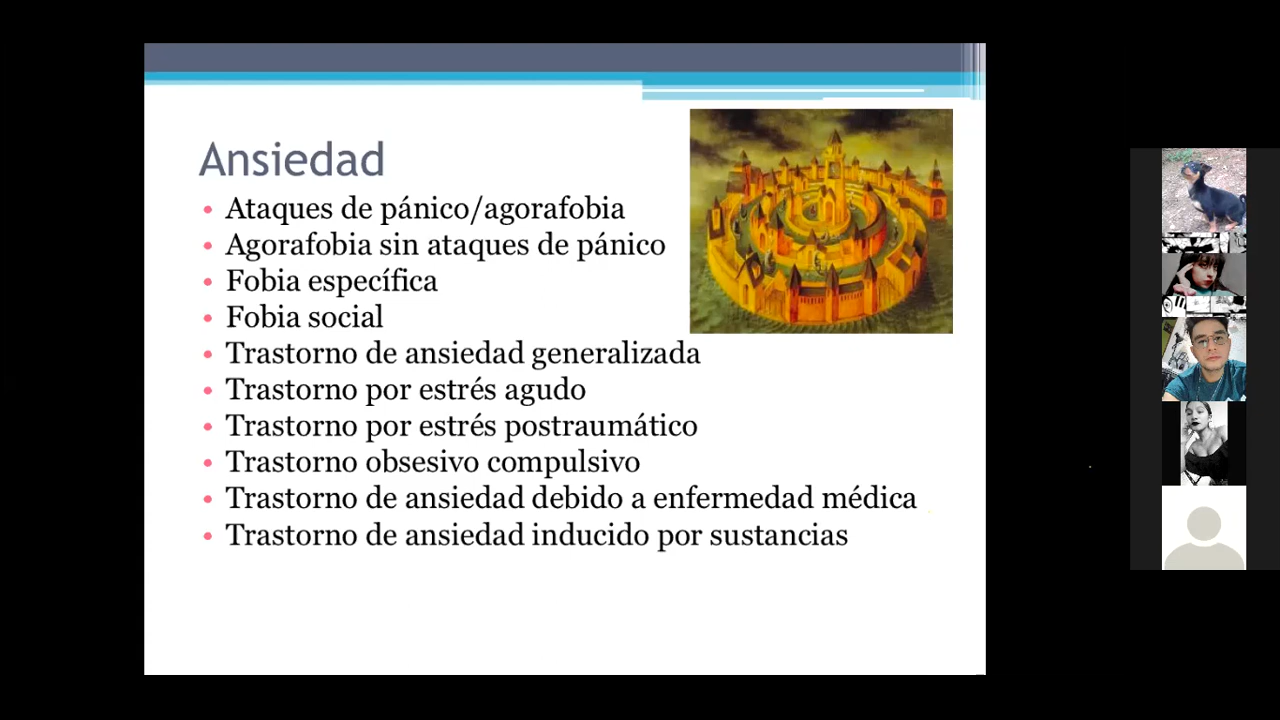 Ansiedad
• Ataques de pánico/agorafobia
• Agorafobia sin ataques de pánico
• Fobia específica
• Fobia social
• Trastorno de ansiedad generalizada
• Trastorno por estrés agudo
• Trastorno por estrés postraumático
• Trastorno obsesivo compulsivo
• Trastorno de ansiedad debido a enfermedad médica
• Trastorno de ansiedad inducido por sustancias